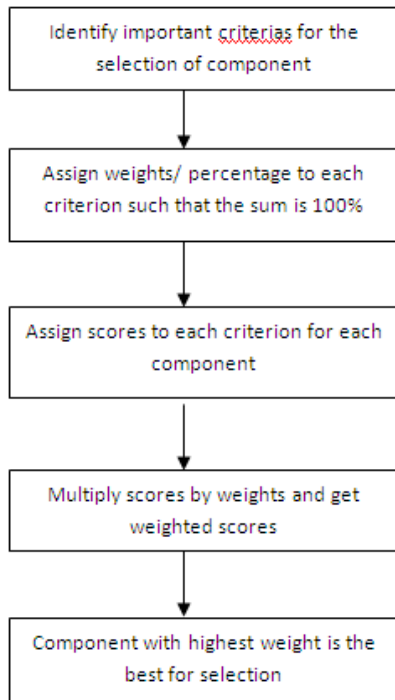 Identify important criterias for the
selection of component
Assign weights/ percentage to each
criterion such that the sum is 100%
Assign scores to each criterion for each
component
Multiply scores by weights and get
weighted scores
Component with highest weight is the
best for selection